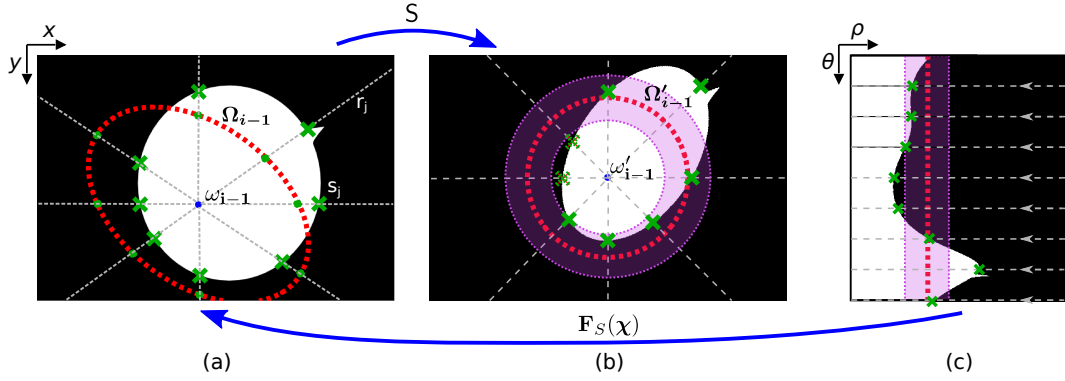 S
x
y
r_j
Ω_{i−1}
s_j
ω_{i−1}
Ω'_{i−1}
ω'_{i−1}
ρ
θ
F_S(χ)
(a) (b) (c)